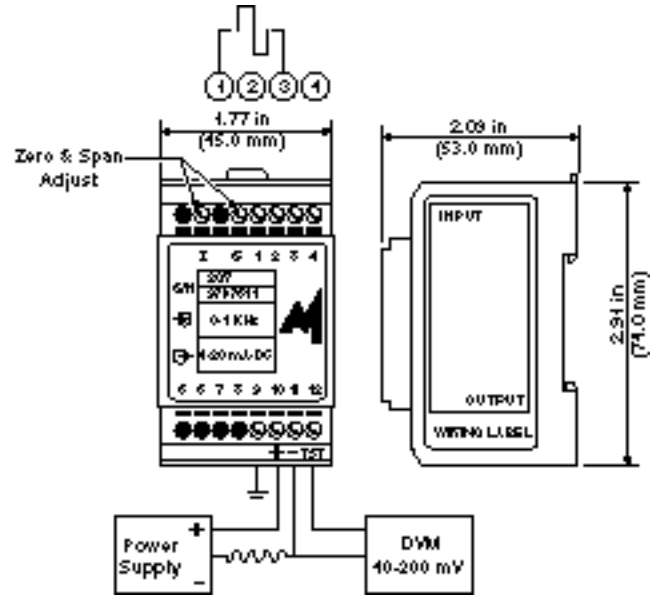 1 2 3 4
1.77 in
(45.0 mm)
2.09 in
(53.0 mm)
Zero & Span
Adjust
INPUT
1 2 3 4
S/N
207
0-1 KHz
4-20 mA DC
2.91 in
(74.0 mm)
5 6 7 8 9 10 11 12
OUTPUT
WIRING LABEL
+ - TST
Power
Supply
+
-
DVM
40-200 mV